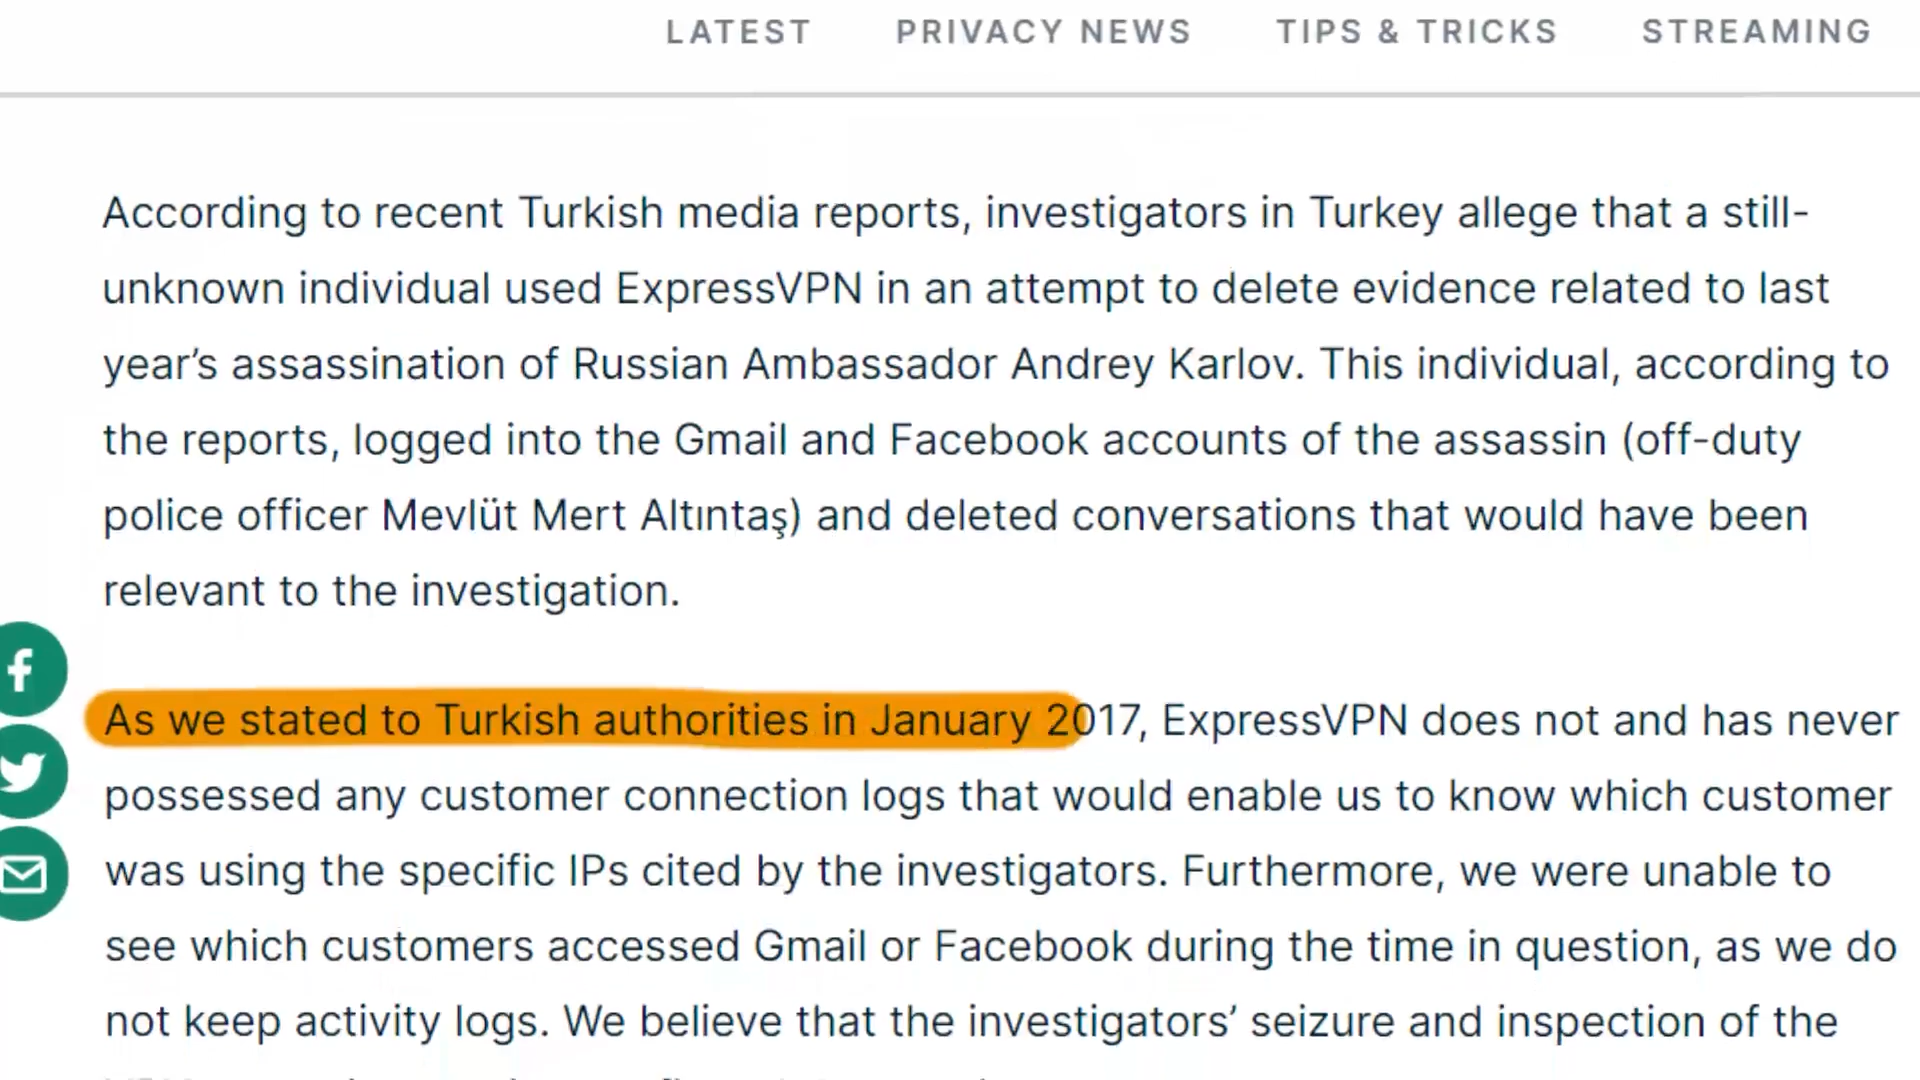 LATEST PRIVACY NEWS TIPS & TRICKS STREAMING
According to recent Turkish media reports, investigators in Turkey allege that a still-
unknown individual used ExpressVPN in an attempt to delete evidence related to last
year’s assassination of Russian Ambassador Andrey Karlov. This individual, according to
the reports, logged into the Gmail and Facebook accounts of the assassin (off-duty
police officer Mevlüt Mert Altıntaş) and deleted conversations that would have been
relevant to the investigation.
As we stated to Turkish authorities in January 2017, ExpressVPN does not and has never
possessed any customer connection logs that would enable us to know which customer
was using the specific IPs cited by the investigators. Furthermore, we were unable to
see which customers accessed Gmail or Facebook during the time in question, as we do
not keep activity logs. We believe that the investigators’ seizure and inspection of the